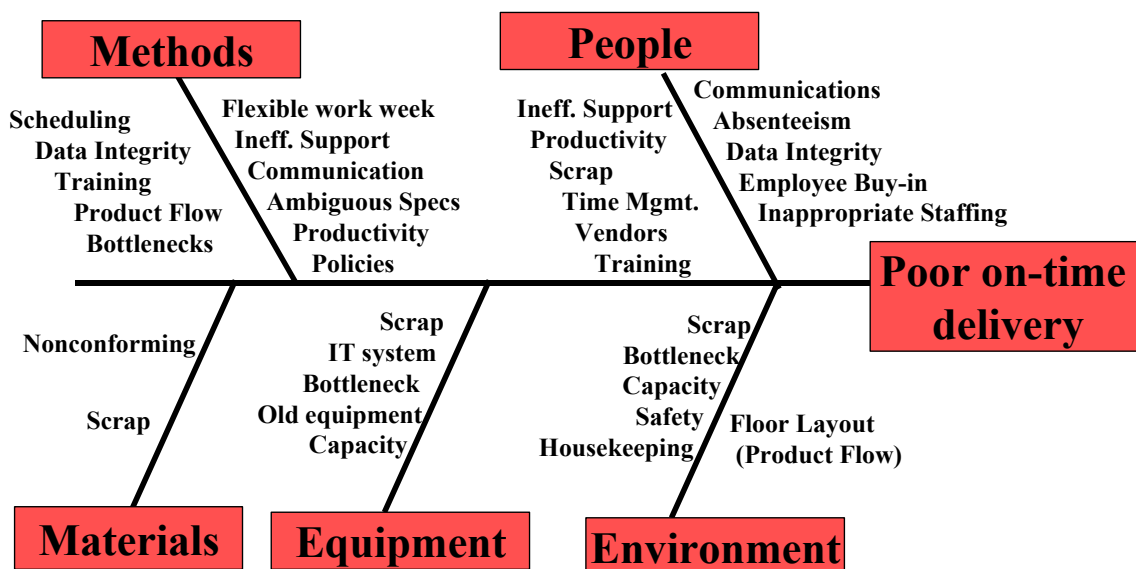 Methods
People
Scheduling
Data Integrity
Training
Product Flow
Bottlenecks
Flexible work week
Ineff. Support
Communication
Ambiguous Specs
Productivity
Policies
Ineff. Support
Productivity
Scrap
Time Mgmt.
Vendors
Training
Communications
Absenteeism
Data Integrity
Employee Buy-in
Inappropriate Staffing
Poor on-time
delivery
Nonconforming
Scrap
Scrap
IT system
Bottleneck
Old equipment
Capacity
Scrap
Bottleneck
Capacity
Safety
Housekeeping
Floor Layout
(Product Flow)
Materials
Equipment
Environment